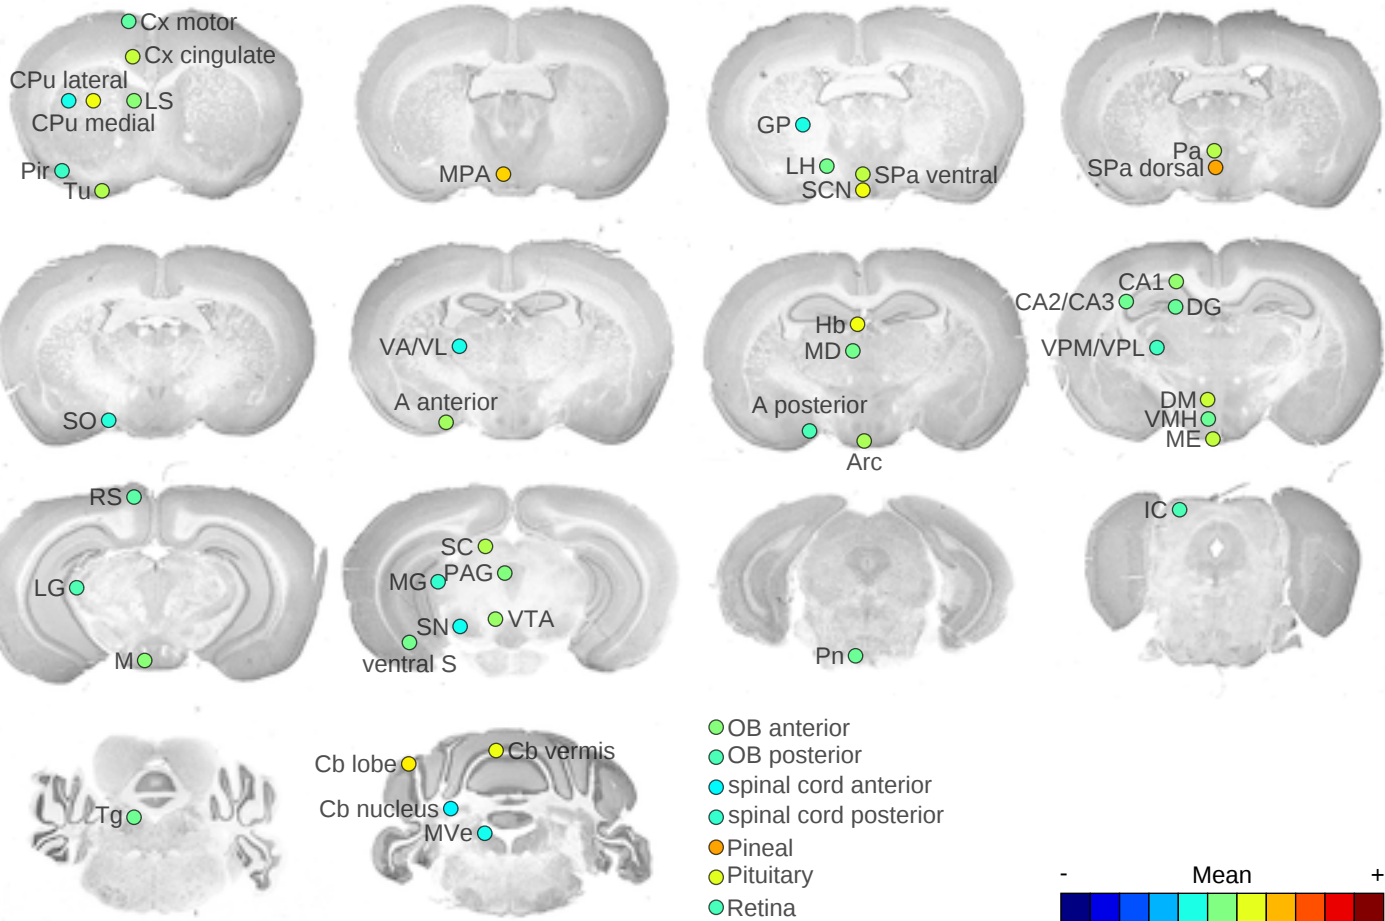 Cx motor
Cx cingulate
CPu lateral
LS
CPu medial
Pir
Tu
MPA
GP
LH
SPa ventral
SCN
Pa
SPa dorsal
SO
VA/VL
A anterior
Hb
MD
A posterior
Arc
CA1
CA2/CA3
DG
VPM/VPL
DM
VMH
ME
RS
LG
M
SC
MG
PAG
SN
VTA
ventral S
Pn
IC
Tg
Cb lobe
Cb vermis
Cb nucleus
MVe
OB anterior
OB posterior
spinal cord anterior
spinal cord posterior
Pineal
Pituitary
Retina
- Mean +